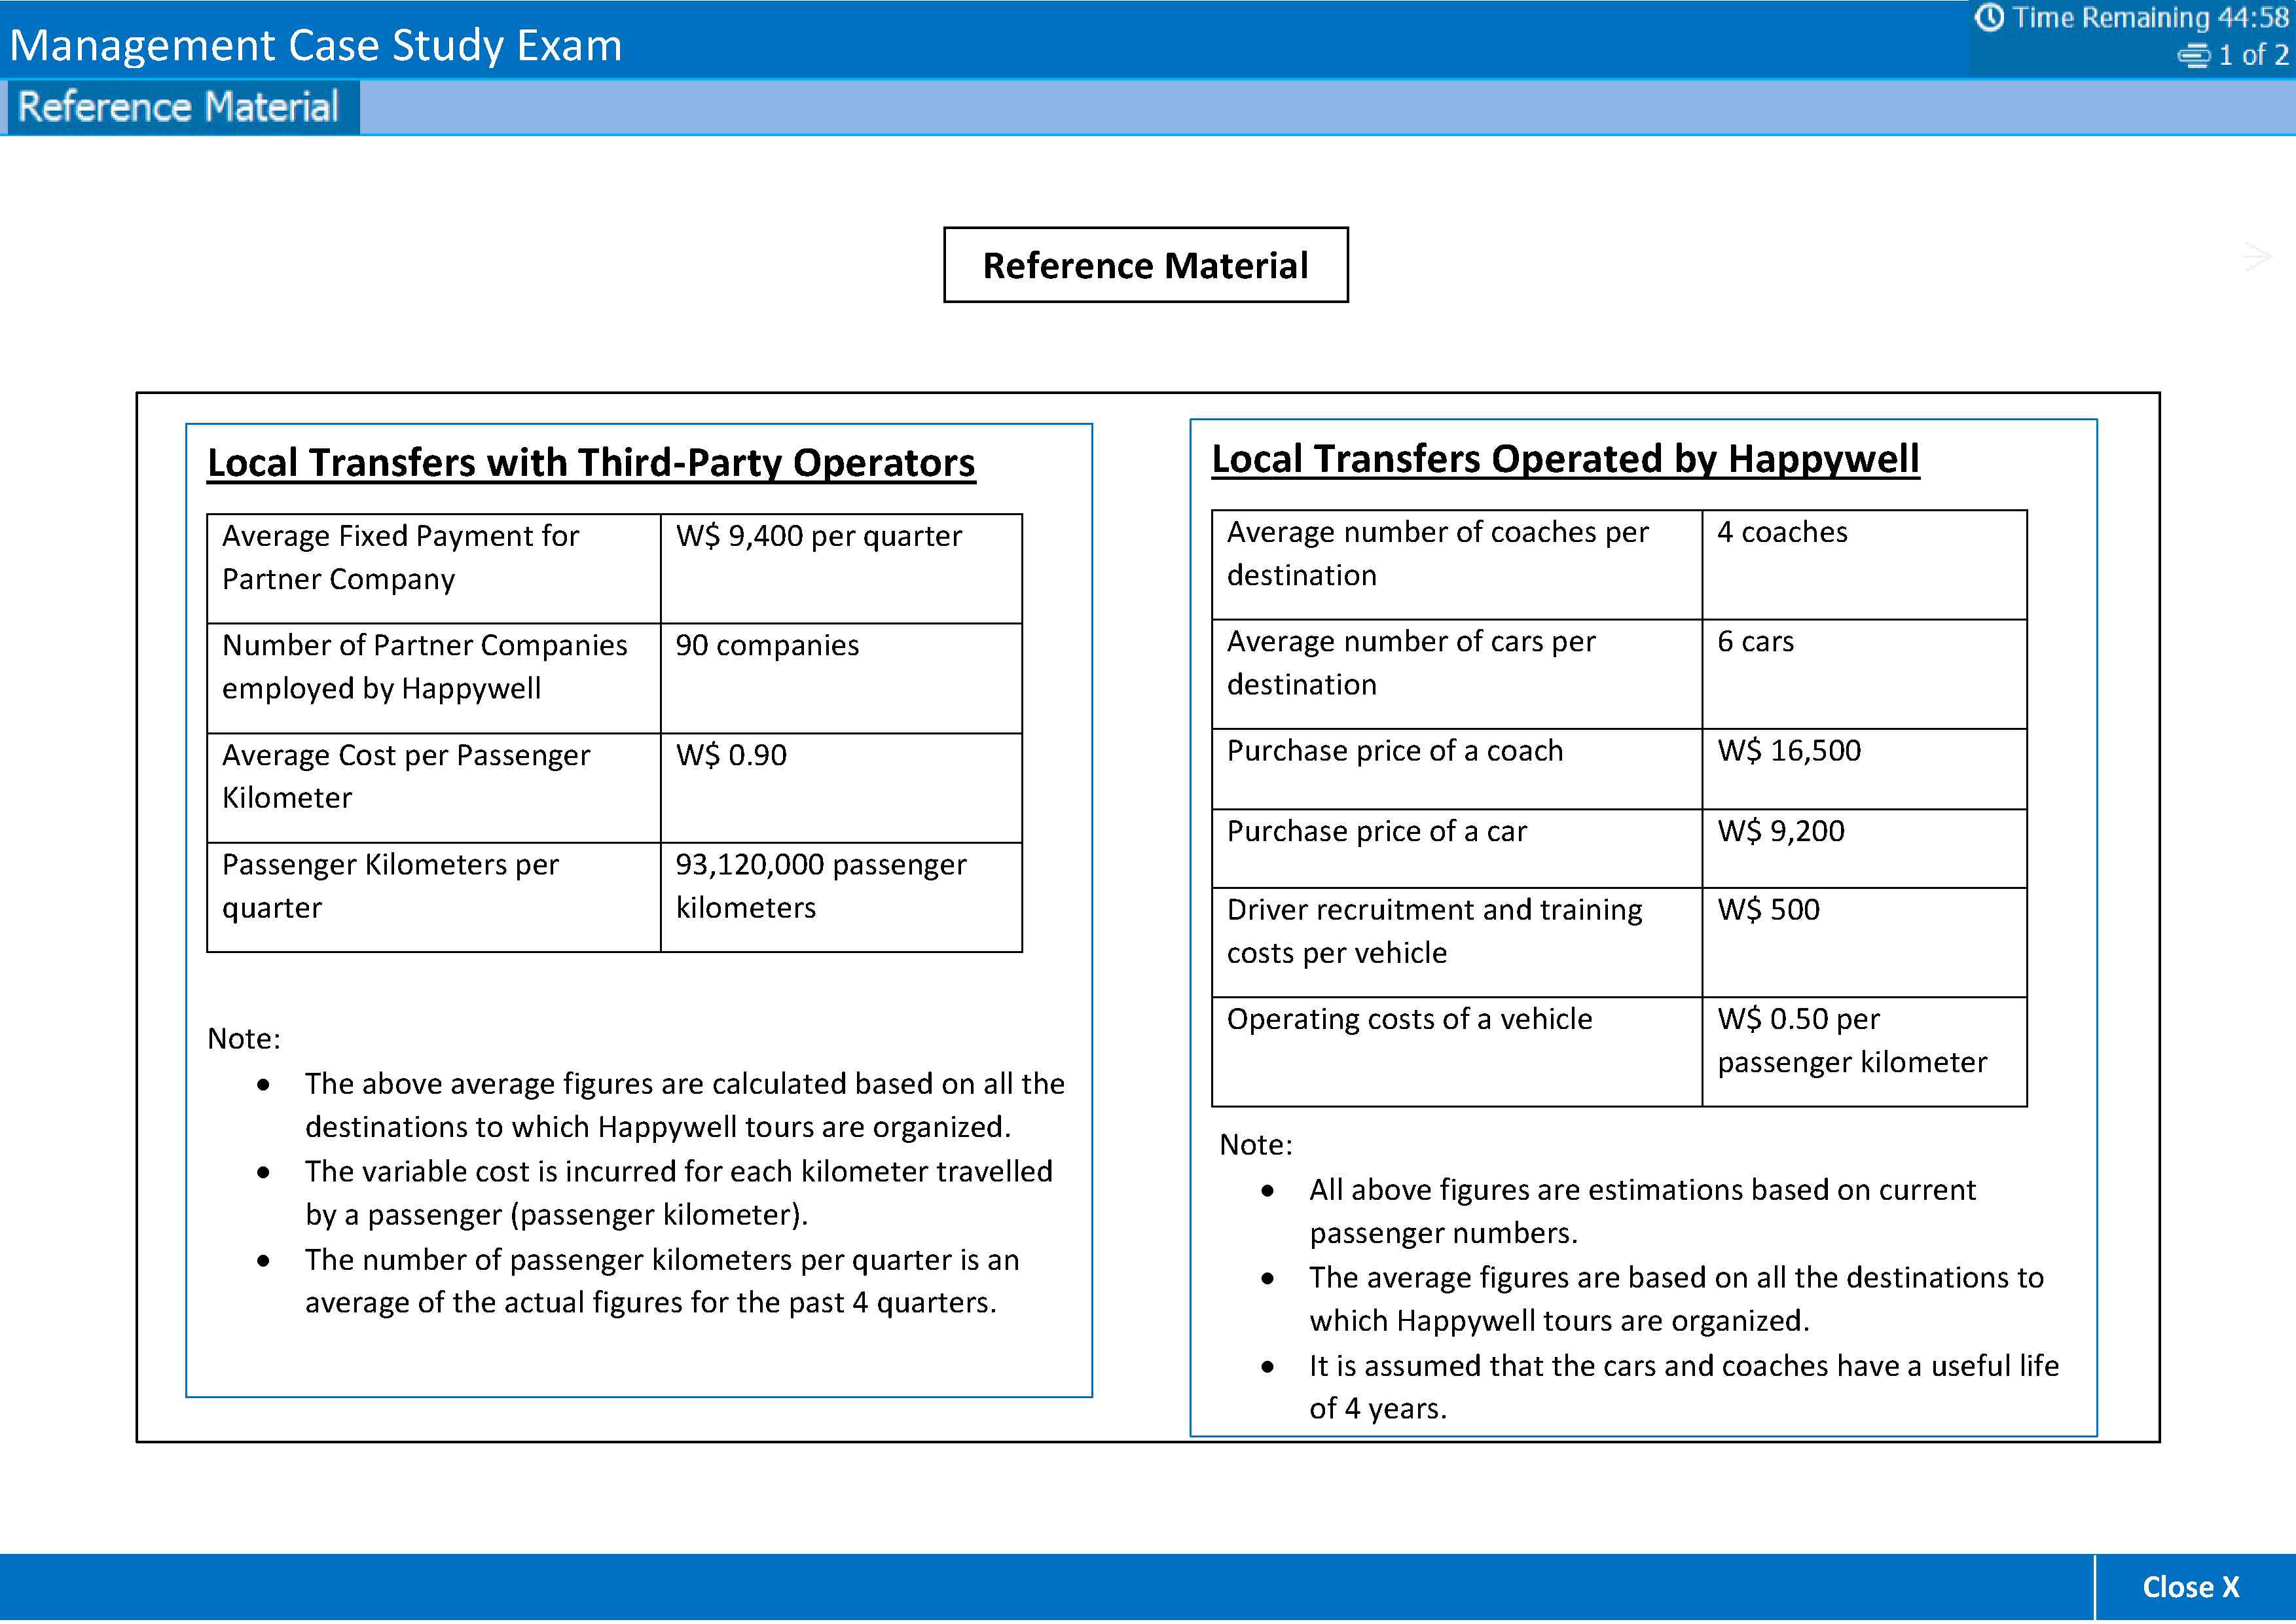 Management Case Study Exam
Time Remaining 44:58
1 of 2
Reference Material
Reference Material
Local Transfers with Third-Party Operators
Average Fixed Payment for
Partner Company
W$ 9,400 per quarter
Number of Partner Companies
employed by Happywell
90 companies
Average Cost per Passenger
Kilometer
W$ 0.90
Passenger Kilometers per
quarter
93,120,000 passenger
kilometers
Note:
• The above average figures are calculated based on all the
destinations to which Happywell tours are organized.
• The variable cost is incurred for each kilometer travelled
by a passenger (passenger kilometer).
• The number of passenger kilometers per quarter is an
average of the actual figures for the past 4 quarters.
Local Transfers Operated by Happywell
Average number of coaches per
destination
4 coaches
Average number of cars per
destination
6 cars
Purchase price of a coach
W$ 16,500
Purchase price of a car
W$ 9,200
Driver recruitment and training
costs per vehicle
W$ 500
Operating costs of a vehicle
W$ 0.50 per
passenger kilometer
Note:
• All above figures are estimations based on current
passenger numbers.
• The average figures are based on all the destinations to
which Happywell tours are organized.
• It is assumed that the cars and coaches have a useful life
of 4 years.
Close X